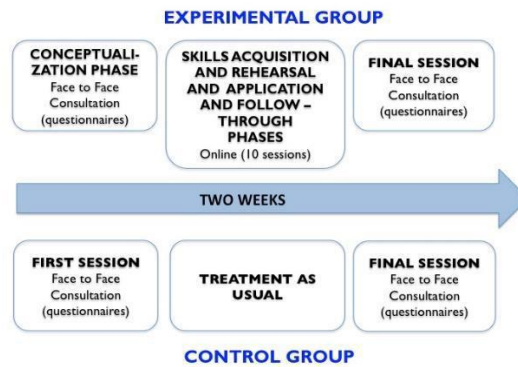 EXPERIMENTAL GROUP
CONCEPTUALI-
ZATION PHASE
Face to Face
Consultation
(questionnaires)
SKILLS ACQUISITION
AND REHEARSAL
AND APPLICATION
AND FOLLOW –
THROUGH
PHASES
Online (10 sessions)
FINAL SESSION
Face to Face
Consultation
(questionnaires)
TWO WEEKS
FIRST SESSION
Face to Face
Consultation
(questionnaires)
TREATMENT AS
USUAL
FINAL SESSION
Face to Face
Consultation
(questionnaires)
CONTROL GROUP